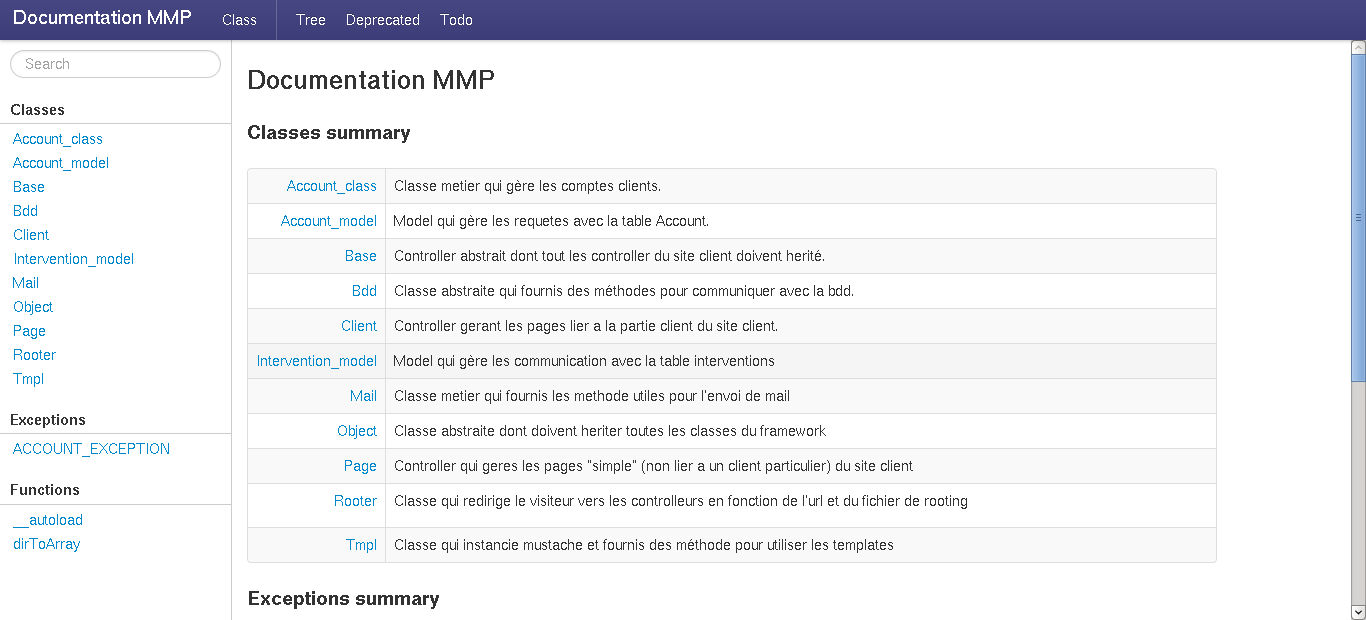 Documentation MMP Class Tree Deprecated Todo
Search
Classes
Account_class
Account_model
Base
Bdd
Client
Intervention_model
Mail
Object
Page
Rooter
Tmpl
Exceptions
ACCOUNT_EXCEPTION
Functions
__autoload
dirToArray
Documentation MMP
Classes summary
Account_class Classe metier qui gère les comptes clients.
Account_model Model qui gère les requetes avec la table Account.
Base Controller abstrait dont tout les controller du site client doivent herité.
Bdd Classe abstraite qui fournis des méthodes pour communiquer avec la bdd.
Client Controller gerant les pages lier a la partie client du site client.
Intervention_model Model qui gère les communication avec la table interventions
Mail Classe metier qui fournis les methode utiles pour l'envoi de mail
Object Classe abstraite dont doivent heriter toutes les classes du framework
Page Controller qui geres les pages "simple" (non lier a un client particulier) du site client
Rooter Classe qui redirige le visiteur vers les controlleurs en fonction de l'url et du fichier de rooting
Tmpl Classe qui instancie mustache et fournis des méthode pour utiliser les templates
Exceptions summary